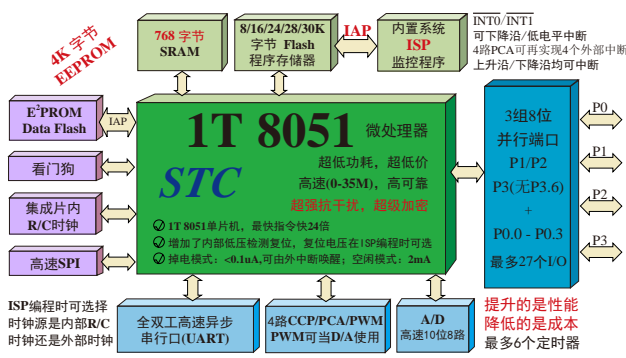 4K 字节
EEPROM
768 字节
SRAM
8/16/24/28/30K
字节 Flash
程序存储器
IAP
内置系统
ISP
监控程序
INT0/INT1
可下降沿/低电平中断
4路PCA可再实现4个外部中断
上升沿/下降沿均可中断
E²PROM
Data Flash
IAP
看门狗
集成片内
R/C时钟
高速SPI
1T 8051 微处理器
STC
超低功耗，超低价
高速(0-35M)，高可靠
超强抗干扰，超级加密
1T 8051单片机，最快指令快24倍
增加了内部低压检测复位，复位电压在ISP编程时可选
掉电模式：<0.1uA,可由外中断唤醒；空闲模式：2mA
3组8位
并行端口
P1/P2
P3(无P3.6)
+
P0.0 - P0.3
最多27个I/O
P0
P1
P2
P3
ISP编程时可选择
时钟源是内部R/C
时钟还是外部时钟
全双工高速异步
串行口(UART)
4路CCP/PCA/PWM
PWM可当D/A使用
A/D
高速10位8路
提升的是性能
降低的是成本
最多6个定时器